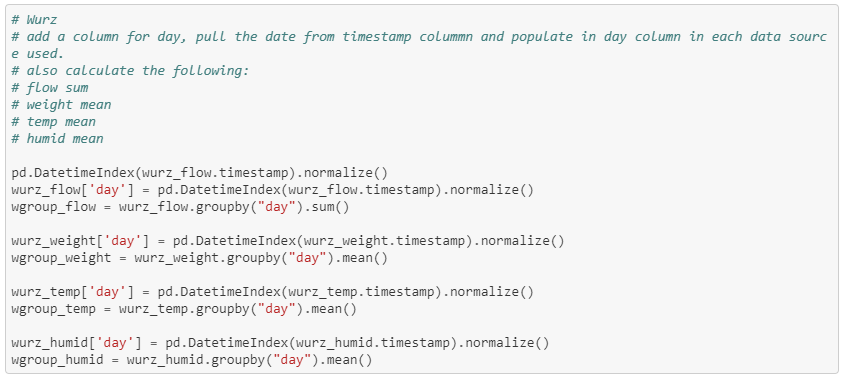 # Wurz
# add a column for day, pull the date from timestamp colummn and populate in day column in each data sourc
e used.
# also calculate the following:
# flow sum
# weight mean
# temp mean
# humid mean
pd.DatetimeIndex(wurz_flow.timestamp).normalize()
wurz_flow['day'] = pd.DatetimeIndex(wurz_flow.timestamp).normalize()
wgroup_flow = wurz_flow.groupby("day").sum()
wurz_weight['day'] = pd.DatetimeIndex(wurz_weight.timestamp).normalize()
wgroup_weight = wurz_weight.groupby("day").mean()
wurz_temp['day'] = pd.DatetimeIndex(wurz_temp.timestamp).normalize()
wgroup_temp = wurz_temp.groupby("day").mean()
wurz_humid['day'] = pd.DatetimeIndex(wurz_humid.timestamp).normalize()
wgroup_humid = wurz_humid.groupby("day").mean()